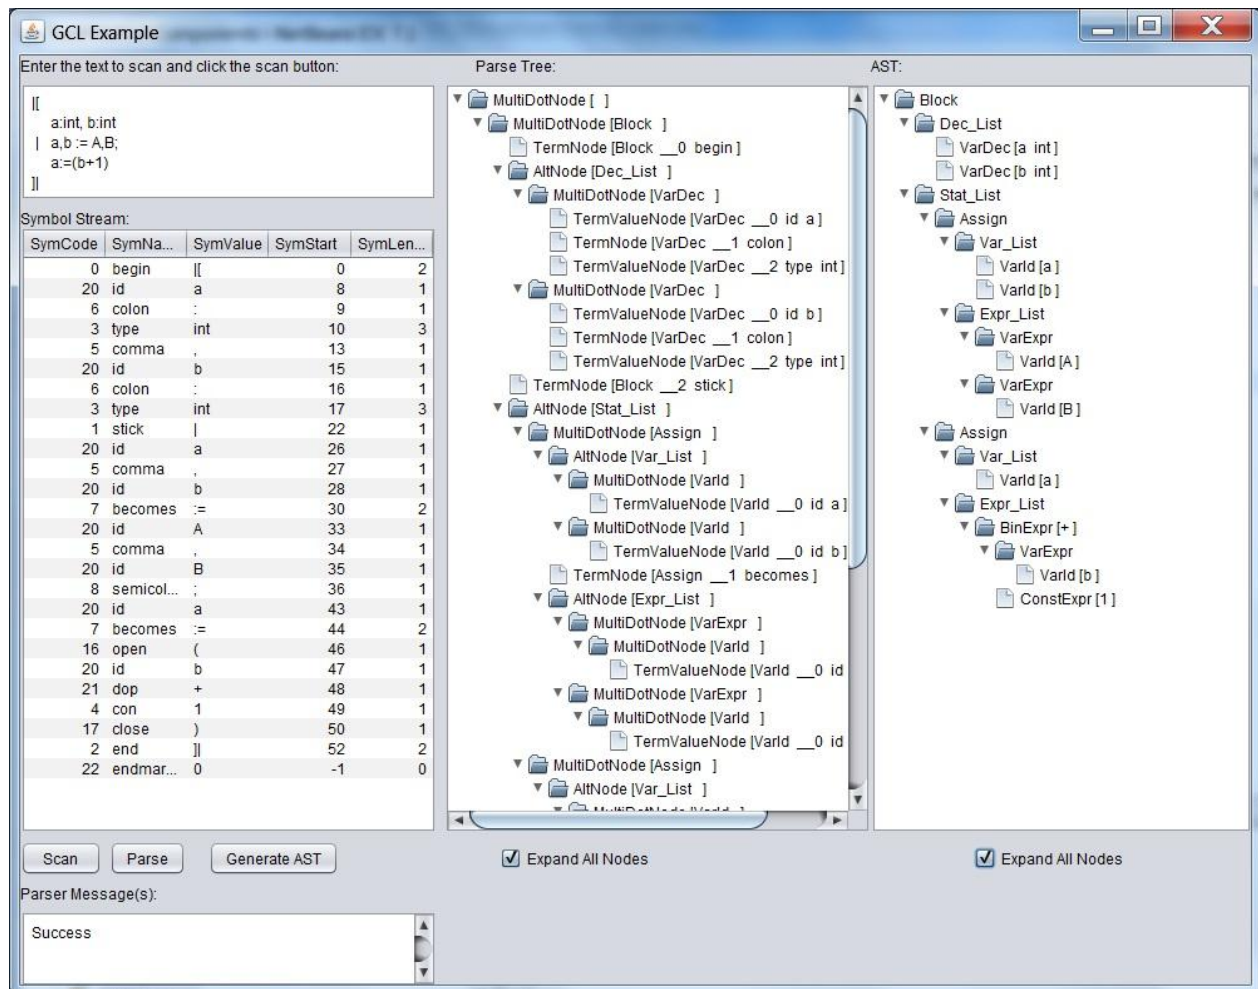 GCL Example
Enter the text to scan and click the scan button:
|[
a:int, b:int
| a,b := A,B;
a:=(b+1)
]|
Symbol Stream:
SymCode SymNa... SymValue SymStart SymLen...
0 begin |[ 0 2
20 id a 8 1
6 colon : 9 1
3 type int 10 3
5 comma , 13 1
20 id b 15 1
6 colon : 16 1
3 type int 17 3
1 stick | 22 1
20 id a 26 1
5 comma , 27 1
20 id b 28 1
7 becomes := 30 2
20 id A 33 1
5 comma , 34 1
20 id B 35 1
8 semicol... ; 36 1
20 id a 43 1
7 becomes := 44 2
16 open ( 46 1
20 id b 47 1
21 dop + 48 1
4 con 1 49 1
17 close ) 50 1
2 end ]| 52 2
22 endmar... 0 -1 0
Scan Parse Generate AST
Parser Message(s):
Success
Parse Tree:
MultiDotNode [ ]
MultiDotNode [Block ]
TermNode [Block __0 begin ]
AltNode [Dec_List ]
MultiDotNode [VarDec ]
TermValueNode [VarDec __0 id a ]
TermNode [VarDec __1 colon ]
TermValueNode [VarDec __2 type int ]
MultiDotNode [VarDec ]
TermValueNode [VarDec __0 id b ]
TermNode [VarDec __1 colon ]
TermValueNode [VarDec __2 type int ]
TermNode [Block __2 stick ]
AltNode [Stat_List ]
MultiDotNode [Assign ]
AltNode [Var_List ]
MultiDotNode [VarId ]
TermValueNode [VarId __0 id a ]
MultiDotNode [VarId ]
TermValueNode [VarId __0 id b ]
TermNode [Assign __1 becomes ]
AltNode [Expr_List ]
MultiDotNode [VarExpr ]
MultiDotNode [VarId ]
TermValueNode [VarId __0 id
MultiDotNode [VarExpr ]
MultiDotNode [VarId ]
TermValueNode [VarId __0 id
MultiDotNode [Assign ]
AltNode [Var_List ]
MultiDotNode [VarId ]
Expand All Nodes
AST:
Block
Dec_List
VarDec [a int ]
VarDec [b int ]
Stat_List
Assign
Var_List
VarId [a ]
VarId [b ]
Expr_List
VarExpr
VarId [A ]
VarExpr
VarId [B ]
Assign
Var_List
VarId [a ]
Expr_List
BinExpr [+ ]
VarExpr
VarId [b ]
ConstExpr [1 ]
Expand All Nodes